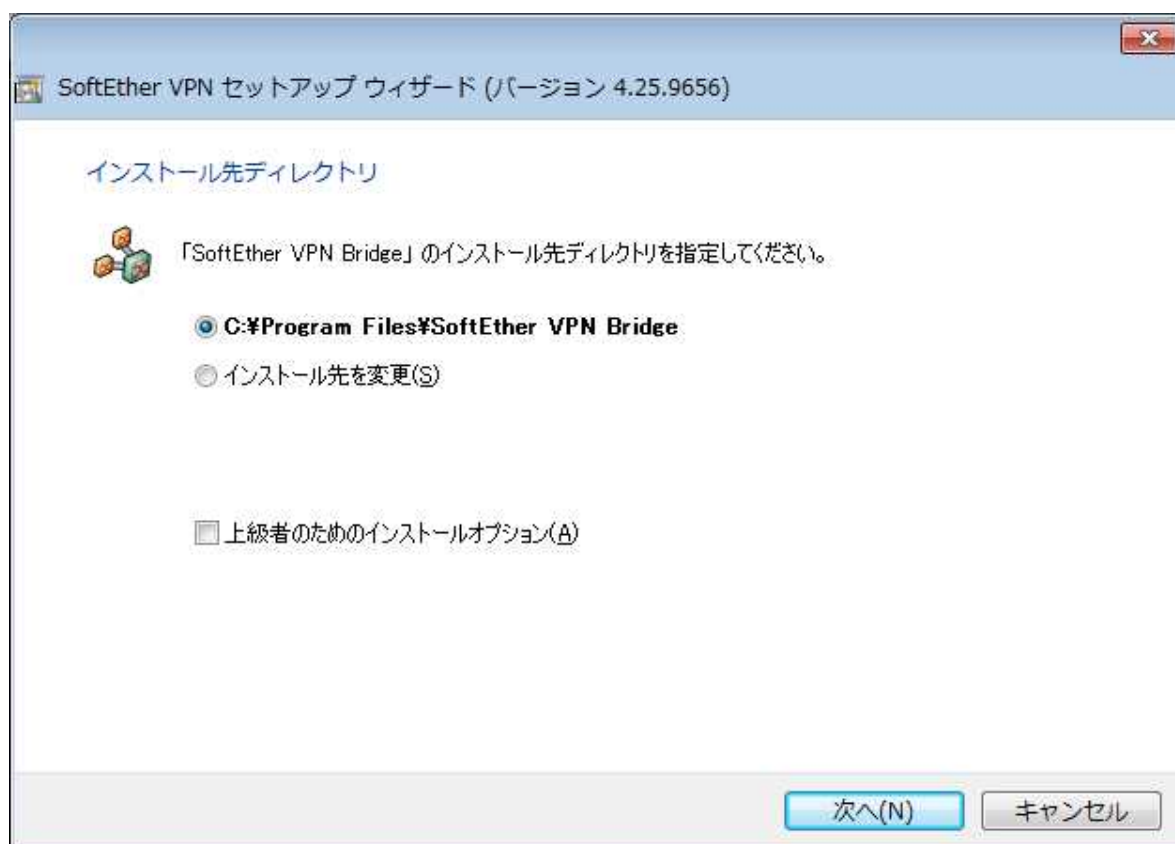 SoftEther VPN セットアップ ウィザード (バージョン 4.25.9656)
インストール先ディレクトリ
「SoftEther VPN Bridge」のインストール先ディレクトリを指定してください。
C:¥Program Files¥SoftEther VPN Bridge
インストール先を変更(S)
上級者のためのインストールオプション(A)
次へ(N)
キャンセル